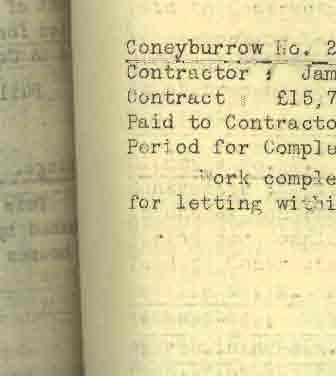 Coneyburrow No. 2
Contractor : Jam
Contract : £15,7
Paid to Contracto
Period for Comple
Work comple
for letting withi